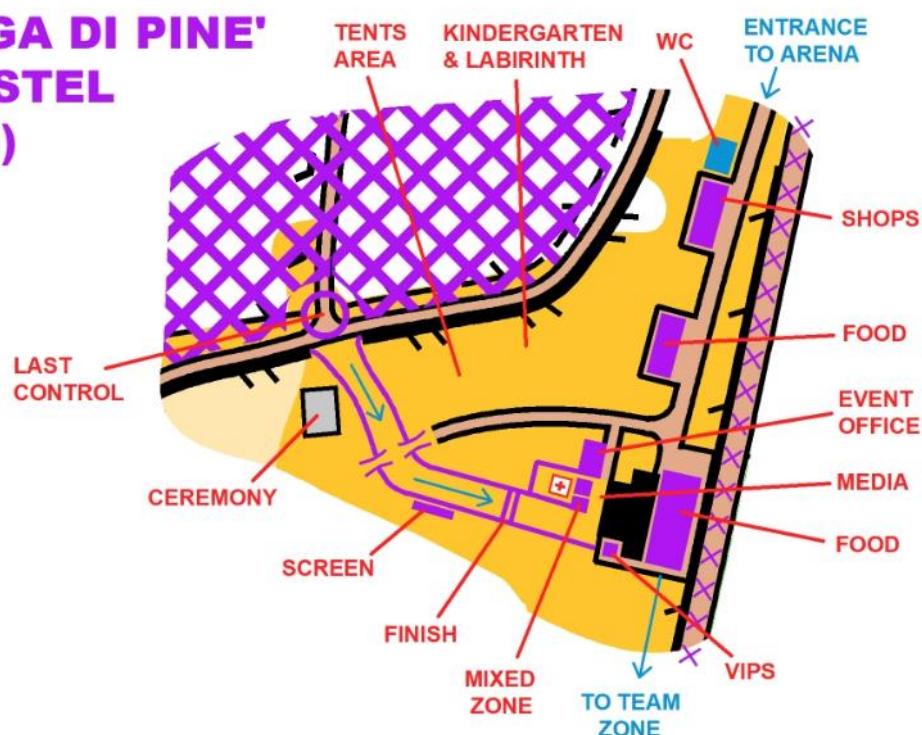 GA DI PINE'
STEL
)
TENTS
AREA
KINDERGARTEN
& LABIRINTH
WC
ENTRANCE
TO ARENA
SHOPS
FOOD
LAST
CONTROL
EVENT
OFFICE
CEREMONY
MEDIA
FOOD
SCREEN
FINISH
MIXED
ZONE
VIPS
TO TEAM
ZONE